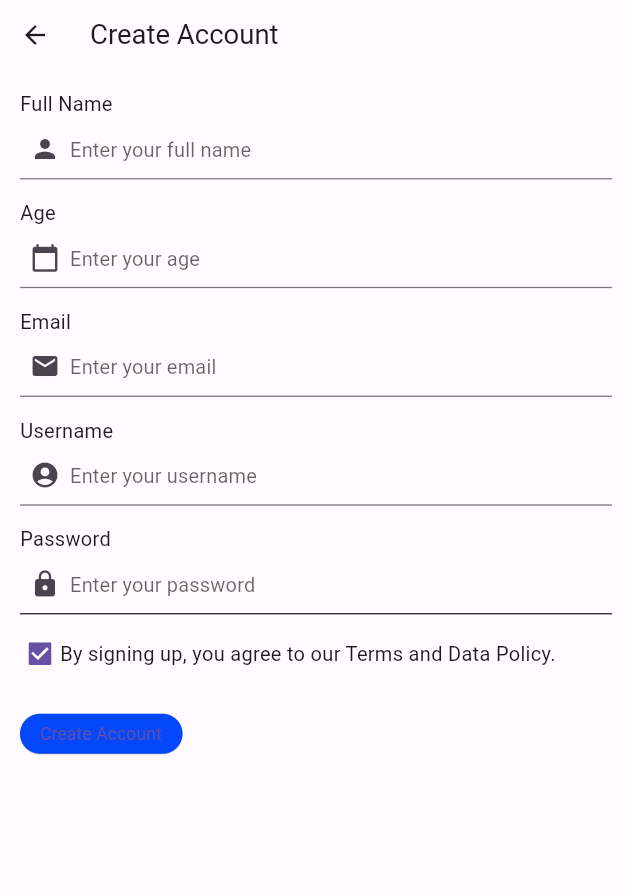 Create Account
Full Name
Enter your full name
Age
Enter your age
Email
Enter your email
Username
Enter your username
Password
Enter your password
By signing up, you agree to our Terms and Data Policy.
Create Account